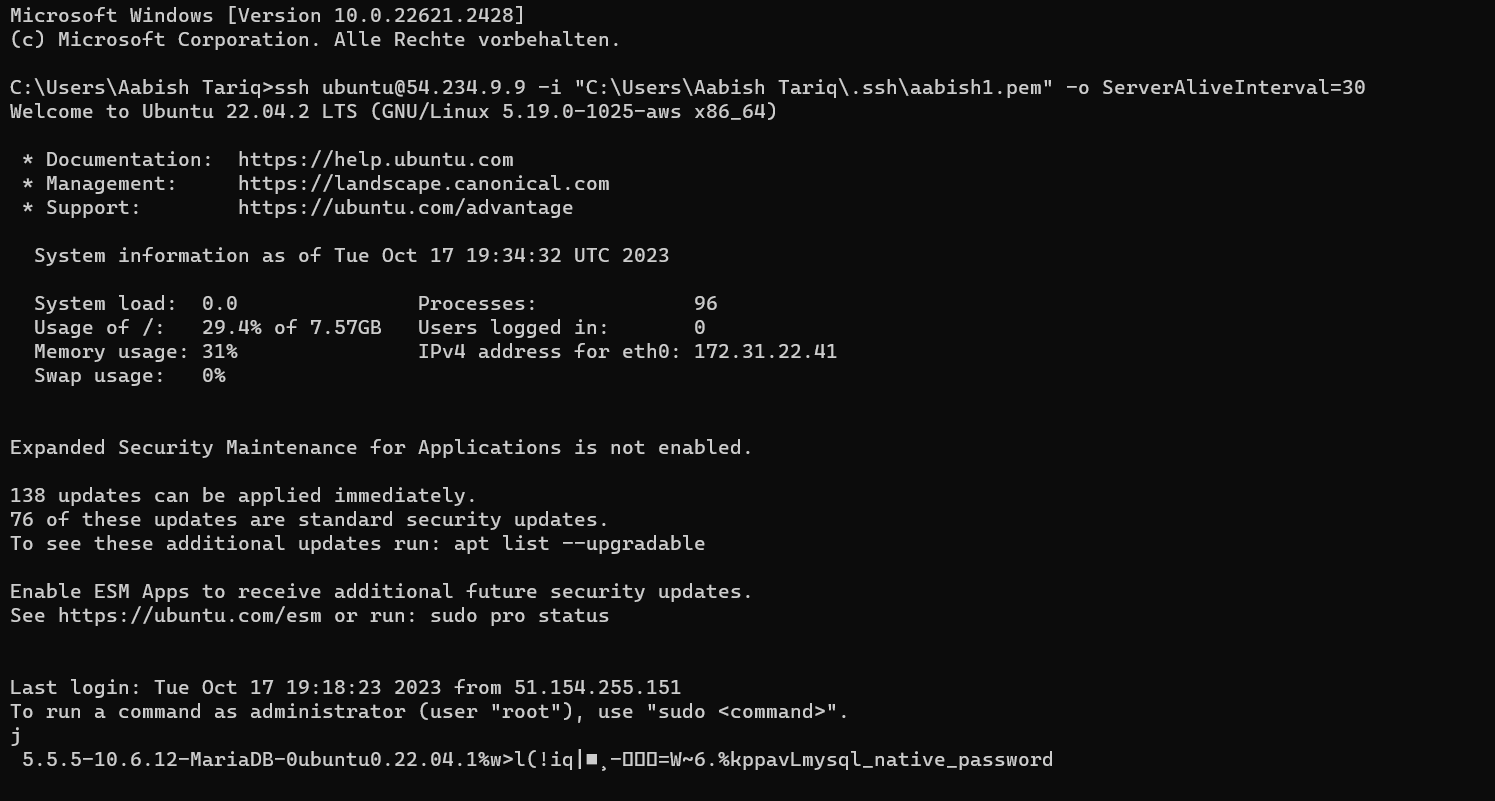 Microsoft Windows [Version 10.0.22621.2428]
(c) Microsoft Corporation. Alle Rechte vorbehalten.
C:\Users\Aabish Tariq>ssh ubuntu@54.234.9.9 -i "C:\Users\Aabish Tariq\.ssh\aabish1.pem" -o ServerAliveInterval=30
Welcome to Ubuntu 22.04.2 LTS (GNU/Linux 5.19.0-1025-aws x86_64)
* Documentation:  https://help.ubuntu.com
* Management:     https://landscape.canonical.com
* Support:        https://ubuntu.com/advantage
System information as of Tue Oct 17 19:34:32 UTC 2023
System load:  0.0               Processes:             96
Usage of /:   29.4% of 7.57GB   Users logged in:       0
Memory usage: 31%               IPv4 address for eth0: 172.31.22.41
Swap usage:   0%
Expanded Security Maintenance for Applications is not enabled.
138 updates can be applied immediately.
76 of these updates are standard security updates.
To see these additional updates run: apt list --upgradable
Enable ESM Apps to receive additional future security updates.
See https://ubuntu.com/esm or run: sudo pro status
Last login: Tue Oct 17 19:18:23 2023 from 51.154.255.151
To run a command as administrator (user "root"), use "sudo <command>".
j
5.5.5-10.6.12-MariaDB-0ubuntu0.22.04.1%w>l(!iq|■¸-▯▯▯=W~6.%kppavLmysql_native_password